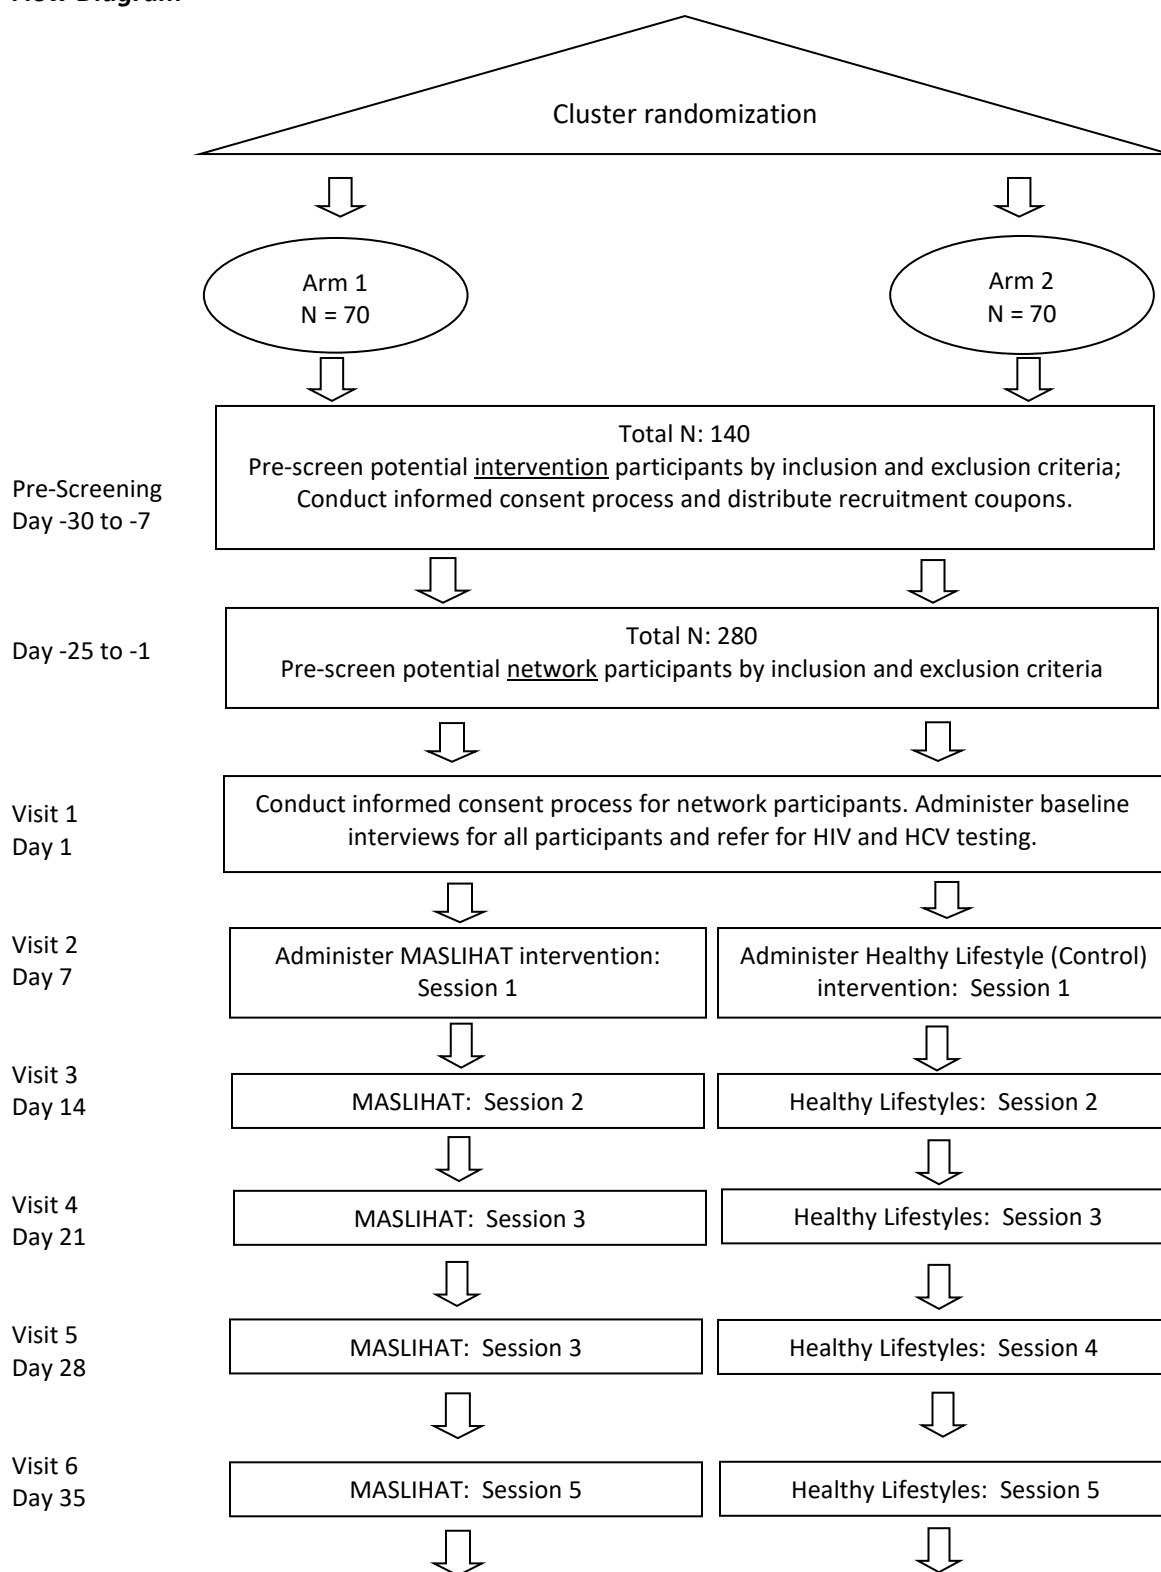 Flow Diagram
Cluster randomization
Arm 1
N = 70
Arm 2
N = 70
Pre-Screening
Day -30 to -7
Total N: 140
Pre-screen potential intervention participants by inclusion and exclusion criteria;
Conduct informed consent process and distribute recruitment coupons.
Day -25 to -1
Total N: 280
Pre-screen potential network participants by inclusion and exclusion criteria
Visit 1
Day 1
Conduct informed consent process for network participants. Administer baseline
interviews for all participants and refer for HIV and HCV testing.
Visit 2
Day 7
Administer MASLIHAT intervention:
Session 1
Administer Healthy Lifestyle (Control)
intervention: Session 1
Visit 3
Day 14
MASLIHAT: Session 2
Healthy Lifestyles: Session 2
Visit 4
Day 21
MASLIHAT: Session 3
Healthy Lifestyles: Session 3
Visit 5
Day 28
MASLIHAT: Session 3
Healthy Lifestyles: Session 4
Visit 6
Day 35
MASLIHAT: Session 5
Healthy Lifestyles: Session 5